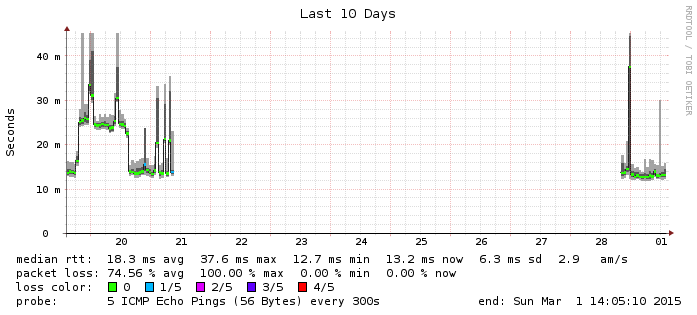 Last 10 Days
RRDTOOL / TOBI OETIKER
Seconds
40 m
30 m
20 m
10 m
0
20 21 22 23 24 25 26 27 28 01
median rtt: 18.3 ms avg 37.6 ms max 12.7 ms min 13.2 ms now 6.3 ms sd 2.9 am/s
packet loss: 74.56 % avg 100.00 % max 0.00 % min 0.00 % now
loss color: 0 1/5 2/5 3/5 4/5
probe: 5 ICMP Echo Pings (56 Bytes) every 300s end: Sun Mar 1 14:05:10 2015